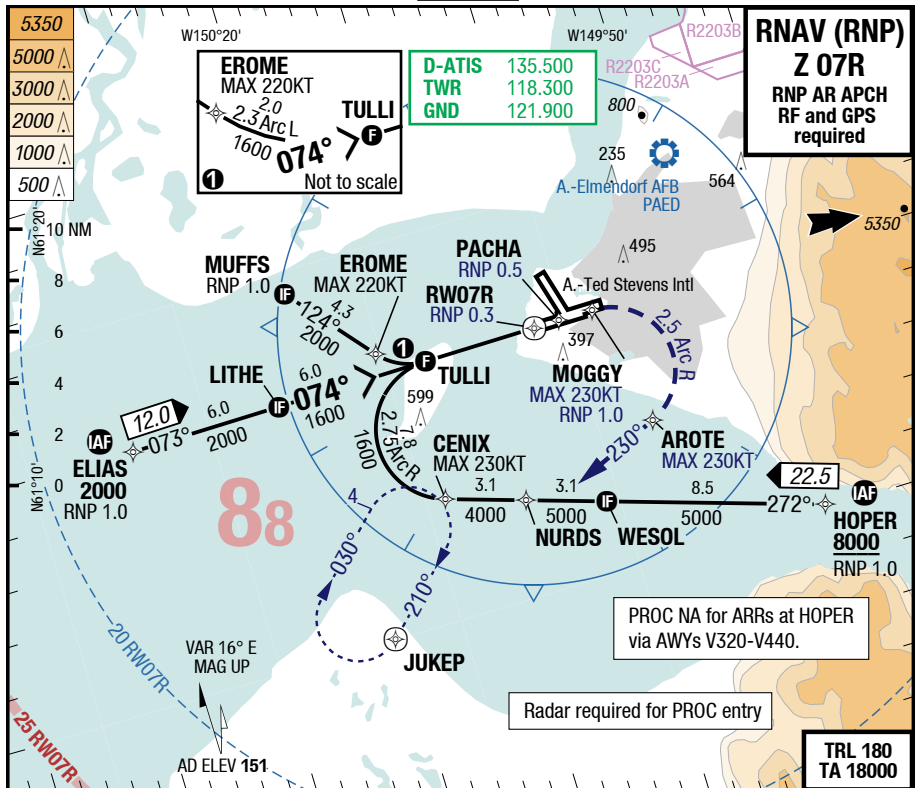 5350
5000
3000
2000
1000
500
W150°20'
W149°50'
R2203B
R2203C
R2203A
RNAV (RNP)
Z 07R
RNP AR APCH
RF and GPS
required
EROME
MAX 220KT
2.0
2.3 Arc L
1600
074°
TULLI
F
1
Not to scale
D-ATIS 135.500
TWR 118.300
GND 121.900
800
235
564
A.-Elmendorf AFB
PAED
5350
N61°20'
10 NM
8
6
4
2
0
N61°10'
495
A.-Ted Stevens Intl
PACHA
RNP 0.5
RW07R
RNP 0.3
397
MUFFS
RNP 1.0
IF
4.3
124°
2000
EROME
MAX 220KT
1
F
TULLI
2.5 Arc R
MOGGY
MAX 230KT
RNP 1.0
LITHE
IF
6.0
074°
1600
599
12.0
073°
6.0
2000
IAF
ELIAS
2000
RNP 1.0
7.8
2.75 Arc R
1600
CENIX
MAX 230KT
230°
AROTE
MAX 230KT
3.1
4000
NURDS
3.1
5000
IF
WESOL
8.5
5000
22.5
272°
IAF
HOPER
8000
RNP 1.0
88
4
030°
210°
JUKEP
PROC NA for ARRs at HOPER
via AWYs V320-V440.
Radar required for PROC entry
20 RW07R
25 RW07R
VAR 16° E
MAG UP
AD ELEV 151
TRL 180
TA 18000